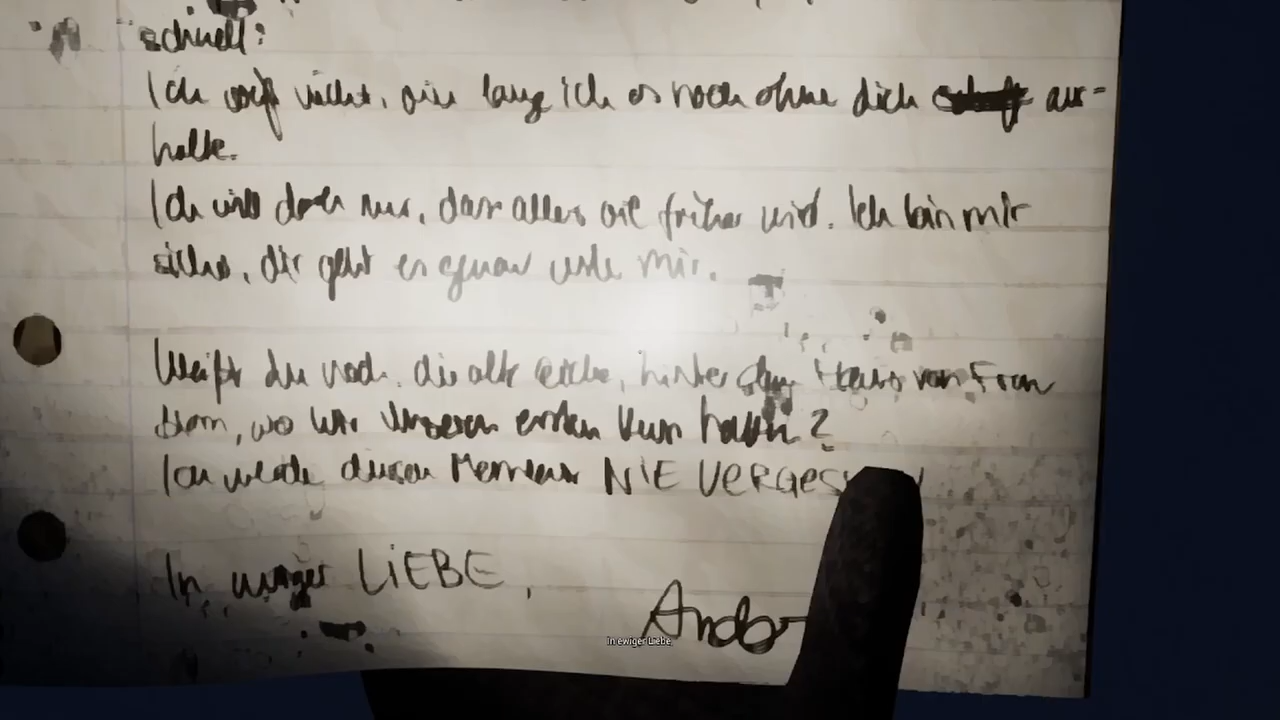 schnell:
Ich weiß nicht, wie lang ich es noch ohne dich aus-
halte.
Ich will doch nur, dass alles wie früher wird. Ich bin mir
sicher, dir geht es genau wie mir.
Weißt du noch, die alte Eiche, hinter dem Haus von Frau
wo wir unseren ersten Kuss hatten?
Ich werde diesen Moment NIE
In ewiger LiEBE,
In ewiger Liebe,